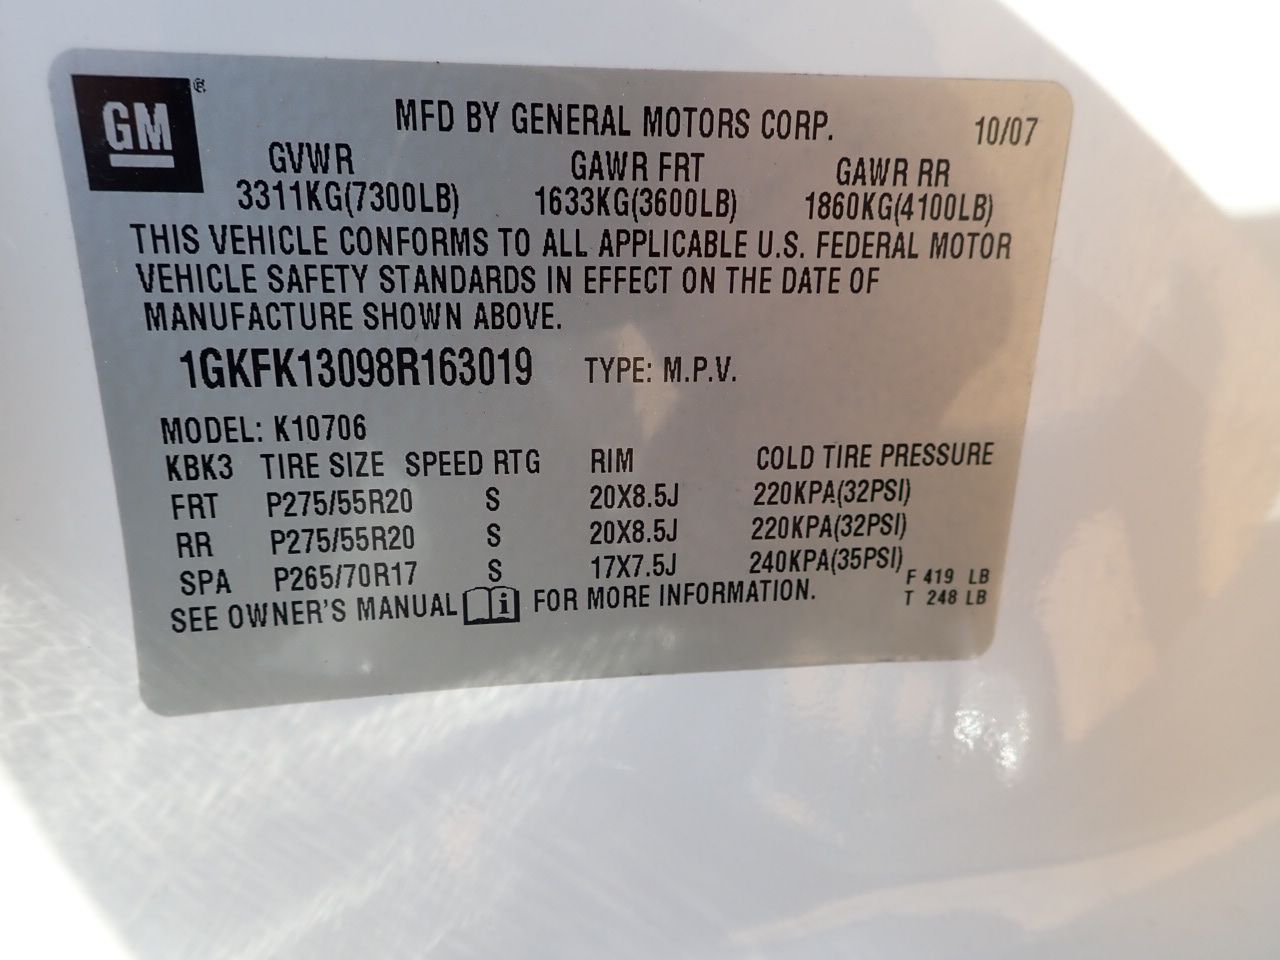 GM ®
MFD BY GENERAL MOTORS CORP. 10/07
GVWR GAWR FRT GAWR RR
3311KG(7300LB) 1633KG(3600LB) 1860KG(4100LB)
THIS VEHICLE CONFORMS TO ALL APPLICABLE U.S. FEDERAL MOTOR
VEHICLE SAFETY STANDARDS IN EFFECT ON THE DATE OF
MANUFACTURE SHOWN ABOVE.
1GKFK13098R163019 TYPE: M.P.V.
MODEL: K10706
KBK3 TIRE SIZE SPEED RTG RIM COLD TIRE PRESSURE
FRT P275/55R20 S 20X8.5J 220KPA(32PSI)
RR P275/55R20 S 20X8.5J 220KPA(32PSI)
SPA P265/70R17 S 17X7.5J 240KPA(35PSI)
F 419 LB
T 248 LB
SEE OWNER'S MANUAL i FOR MORE INFORMATION.